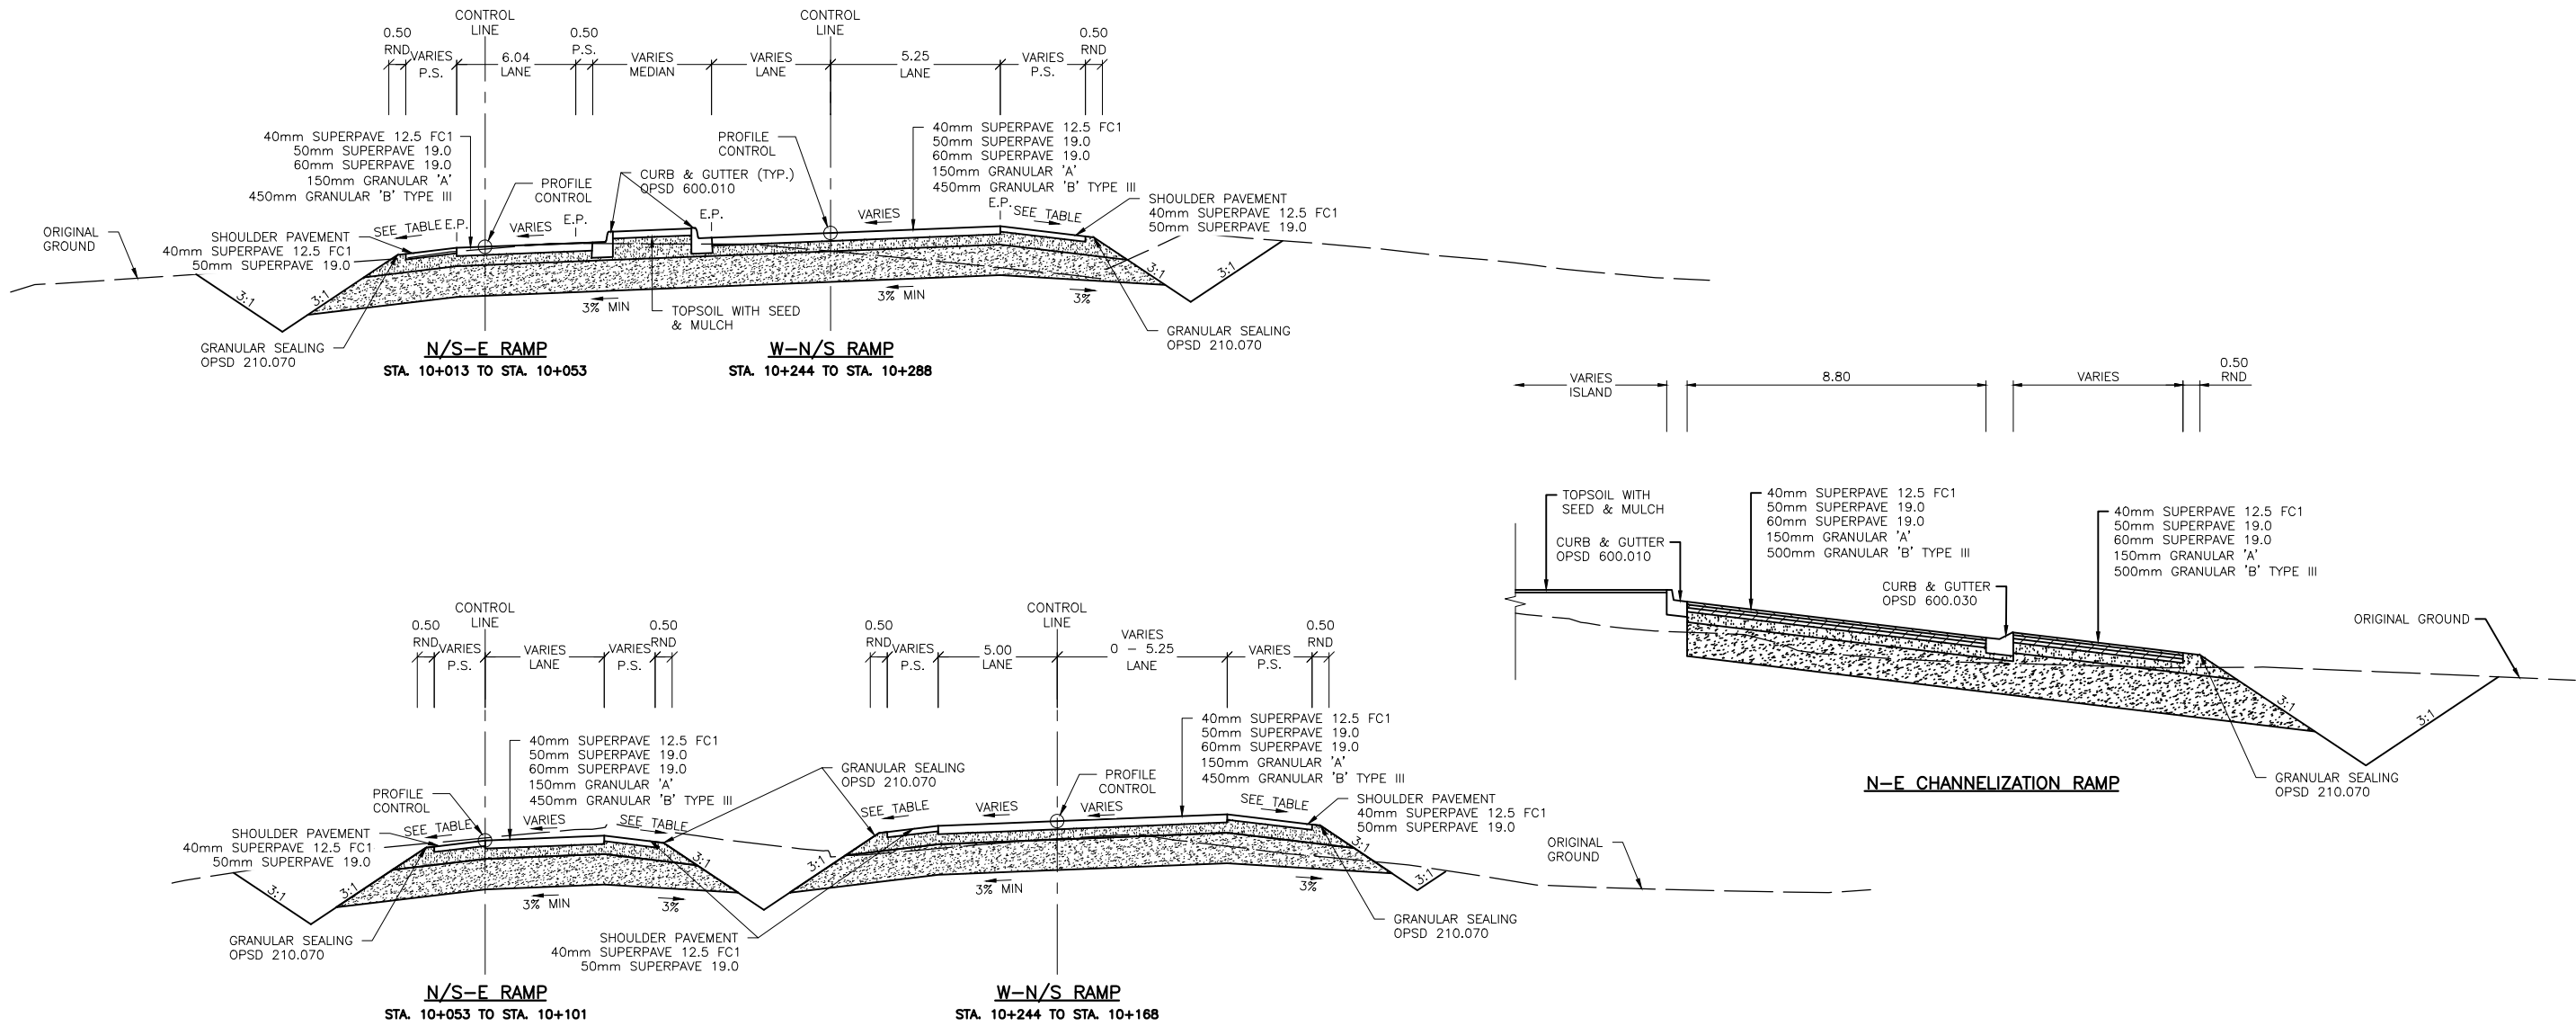 CONTROL
LINE
CONTROL
LINE
0.50
RND
VARIES
P.S.
6.04
LANE
0.50
P.S.
VARIES
MEDIAN
VARIES
LANE
5.25
LANE
VARIES
P.S.
0.50
RND
40mm SUPERPAVE 12.5 FC1
50mm SUPERPAVE 19.0
60mm SUPERPAVE 19.0
150mm GRANULAR 'A'
450mm GRANULAR 'B' TYPE III
PROFILE
CONTROL
CURB & GUTTER (TYP.)
OPSD 600.010
PROFILE
CONTROL
40mm SUPERPAVE 12.5 FC1
50mm SUPERPAVE 19.0
60mm SUPERPAVE 19.0
150mm GRANULAR 'A'
450mm GRANULAR 'B' TYPE III
SHOULDER PAVEMENT
40mm SUPERPAVE 12.5 FC1
50mm SUPERPAVE 19.0
ORIGINAL
GROUND
SHOULDER PAVEMENT
40mm SUPERPAVE 12.5 FC1
50mm SUPERPAVE 19.0
SEE TABLE
E.P.
VARIES
E.P.
E.P.
VARIES
E.P.
SEE TABLE
3:1
3:1
3:1
3:1
3% MIN
3% MIN
3%
TOPSOIL WITH SEED
& MULCH
GRANULAR SEALING
OPSD 210.070
GRANULAR SEALING
OPSD 210.070
N/S-E RAMP
STA. 10+013 TO STA. 10+053
W-N/S RAMP
STA. 10+244 TO STA. 10+288
VARIES
ISLAND
8.80
VARIES
0.50
RND
TOPSOIL WITH
SEED & MULCH
CURB & GUTTER
OPSD 600.010
40mm SUPERPAVE 12.5 FC1
50mm SUPERPAVE 19.0
60mm SUPERPAVE 19.0
150mm GRANULAR 'A'
500mm GRANULAR 'B' TYPE III
CURB & GUTTER
OPSD 600.030
40mm SUPERPAVE 12.5 FC1
50mm SUPERPAVE 19.0
60mm SUPERPAVE 19.0
150mm GRANULAR 'A'
500mm GRANULAR 'B' TYPE III
ORIGINAL GROUND
3:1
3:1
GRANULAR SEALING
OPSD 210.070
N-E CHANNELIZATION RAMP
CONTROL
LINE
CONTROL
LINE
0.50
RND
VARIES
P.S.
VARIES
LANE
VARIES
P.S.
0.50
RND
0.50
RND
VARIES
P.S.
5.00
LANE
VARIES
0 - 5.25
LANE
VARIES
P.S.
0.50
RND
40mm SUPERPAVE 12.5 FC1
50mm SUPERPAVE 19.0
60mm SUPERPAVE 19.0
150mm GRANULAR 'A'
450mm GRANULAR 'B' TYPE III
GRANULAR SEALING
OPSD 210.070
PROFILE
CONTROL
40mm SUPERPAVE 12.5 FC1
50mm SUPERPAVE 19.0
60mm SUPERPAVE 19.0
150mm GRANULAR 'A'
450mm GRANULAR 'B' TYPE III
PROFILE
CONTROL
SHOULDER PAVEMENT
40mm SUPERPAVE 12.5 FC1
50mm SUPERPAVE 19.0
SEE TABLE
VARIES
SEE TABLE
SEE TABLE
VARIES
VARIES
SEE TABLE
SHOULDER PAVEMENT
40mm SUPERPAVE 12.5 FC1
50mm SUPERPAVE 19.0
ORIGINAL
GROUND
3:1
3:1
3:1
3:1
3:1
3:1
3% MIN
3%
3% MIN
3%
GRANULAR SEALING
OPSD 210.070
SHOULDER PAVEMENT
40mm SUPERPAVE 12.5 FC1
50mm SUPERPAVE 19.0
GRANULAR SEALING
OPSD 210.070
N/S-E RAMP
STA. 10+053 TO STA. 10+101
W-N/S RAMP
STA. 10+244 TO STA. 10+168